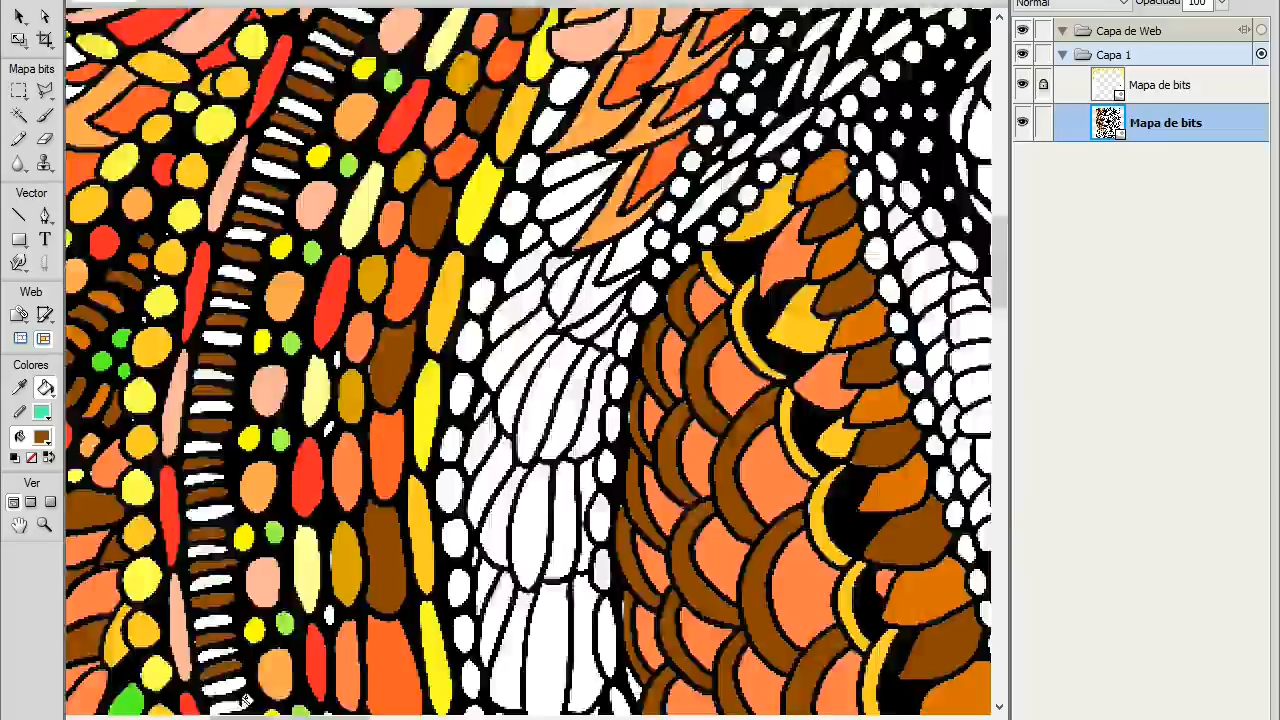 Normal
Opacidad 100
Mapa bits
Capa de Web
Capa 1
Mapa de bits
Mapa de bits
Vector
T
Web
Colores
Ver